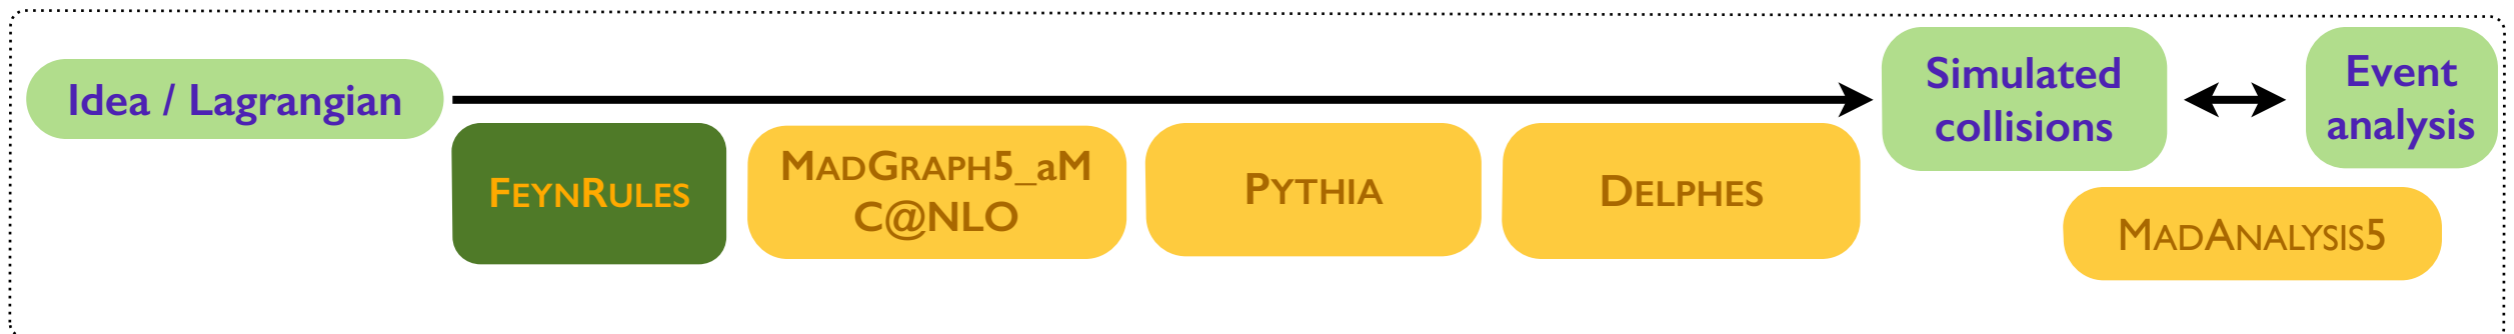 Idea / Lagrangian
FEYNRULES
MADGRAPH5_aM
C@NLO
PYTHIA
DELPHES
Simulated
collisions
Event
analysis
MADANALYSIS5